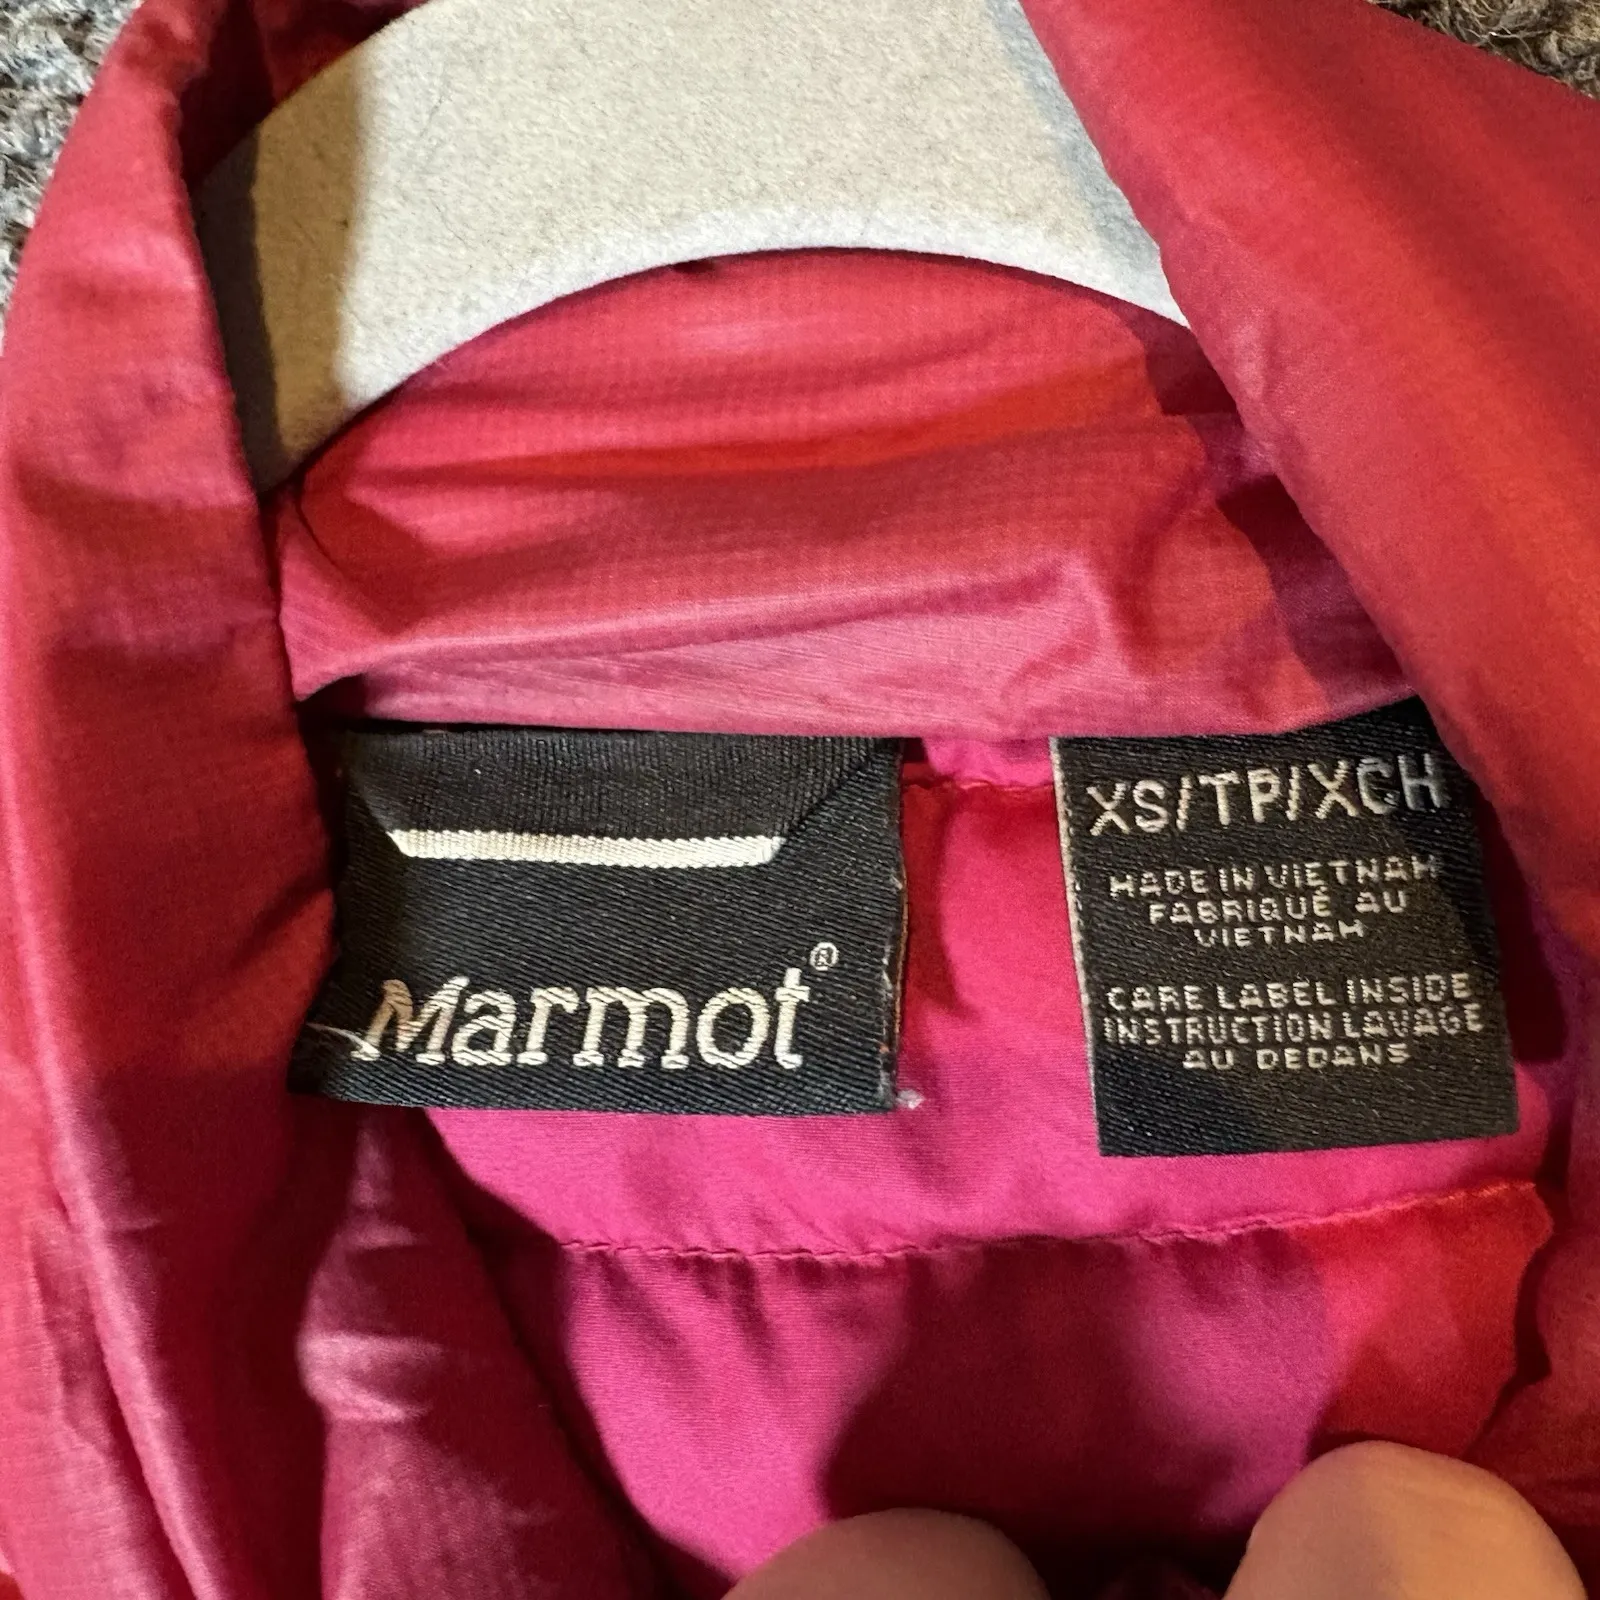 Marmot®
XS/TP/XCH
MADE IN VIETNAM
FABRIQUÉ AU
VIETNAM
CARE LABEL INSIDE
INSTRUCTION LAVAGE
AU DEDANS